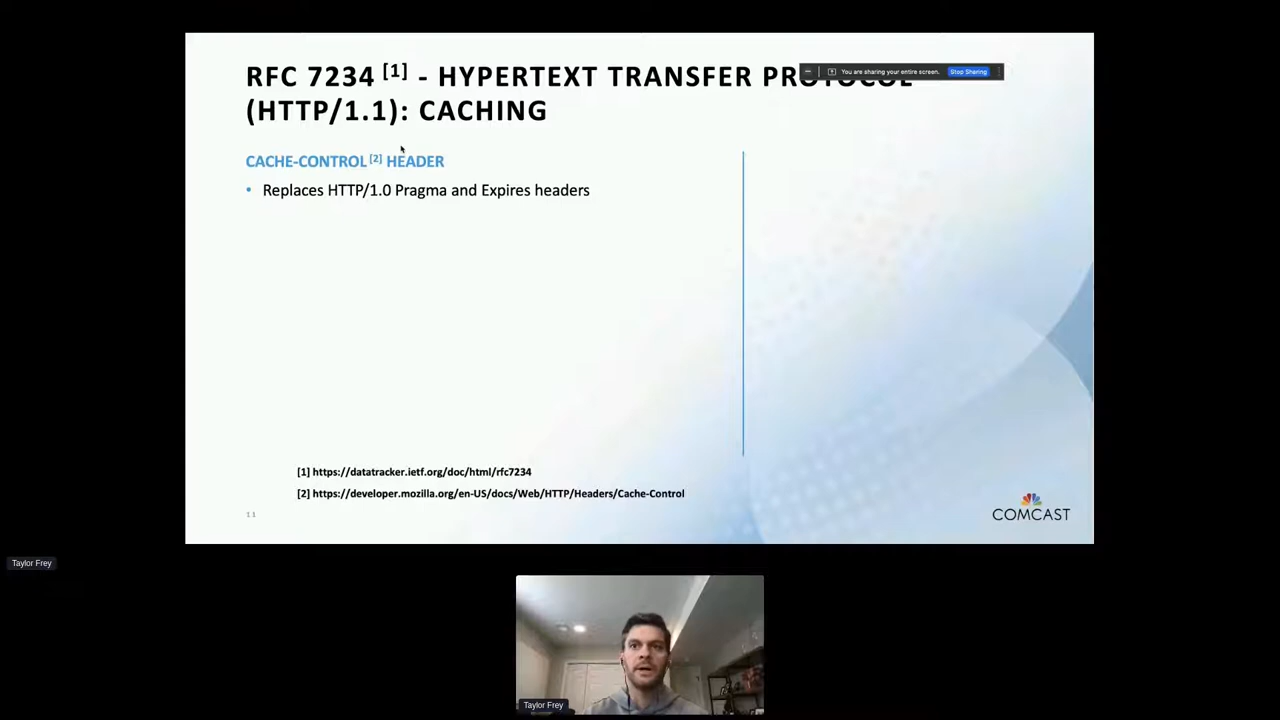 RFC 7234 [1] - HYPERTEXT TRANSFER PROTOCOL
(HTTP/1.1): CACHING
You are sharing your entire screen. Stop Sharing
CACHE-CONTROL [2] HEADER
• Replaces HTTP/1.0 Pragma and Expires headers
[1] https://datatracker.ietf.org/doc/html/rfc7234
[2] https://developer.mozilla.org/en-US/docs/Web/HTTP/Headers/Cache-Control
11
COMCAST
Taylor Frey
Taylor Frey